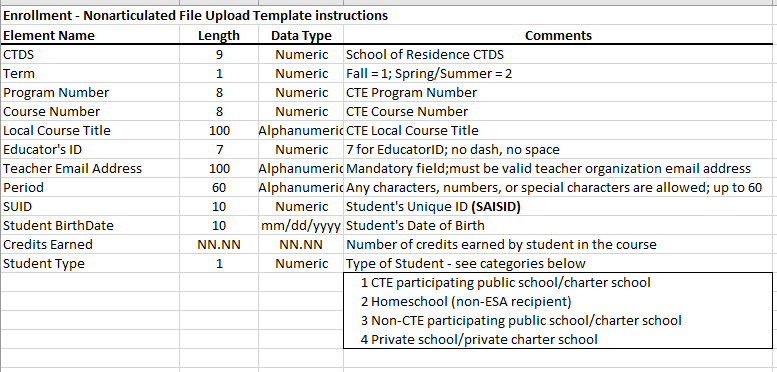 Enrollment - Nonarticulated File Upload Template instructions
Element Name Length Data Type Comments
CTDS 9 Numeric School of Residence CTDS
Term 1 Numeric Fall = 1; Spring/Summer = 2
Program Number 8 Numeric CTE Program Number
Course Number 8 Numeric CTE Course Number
Local Course Title 100 Alphanumeric CTE Local Course Title
Educator's ID 7 Numeric 7 for EducatorID; no dash, no space
Teacher Email Address 100 Alphanumeric Mandatory field;must be valid teacher organization email address
Period 60 Alphanumeric Any characters, numbers, or special characters are allowed; up to 60
SUID 10 Numeric Student's Unique ID (SAISID)
Student BirthDate 10 mm/dd/yyyy Student's Date of Birth
Credits Earned NN.NN NN.NN Number of credits earned by student in the course
Student Type 1 Numeric Type of Student - see categories below
1 CTE participating public school/charter school
2 Homeschool (non-ESA recipient)
3 Non-CTE participating public school/charter school
4 Private school/private charter school